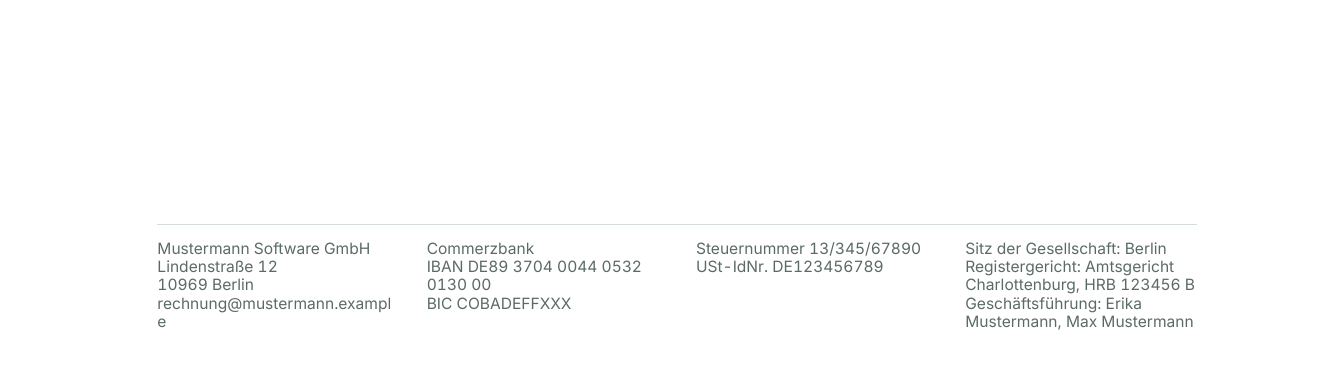 Mustermann Software GmbH
Lindenstraße 12
10969 Berlin
rechnung@mustermann.exampl
e
Commerzbank
IBAN DE89 3704 0044 0532
0130 00
BIC COBADEFFXXX
Steuernummer 13/345/67890
USt-IdNr. DE123456789
Sitz der Gesellschaft: Berlin
Registergericht: Amtsgericht
Charlottenburg, HRB 123456 B
Geschäftsführung: Erika
Mustermann, Max Mustermann